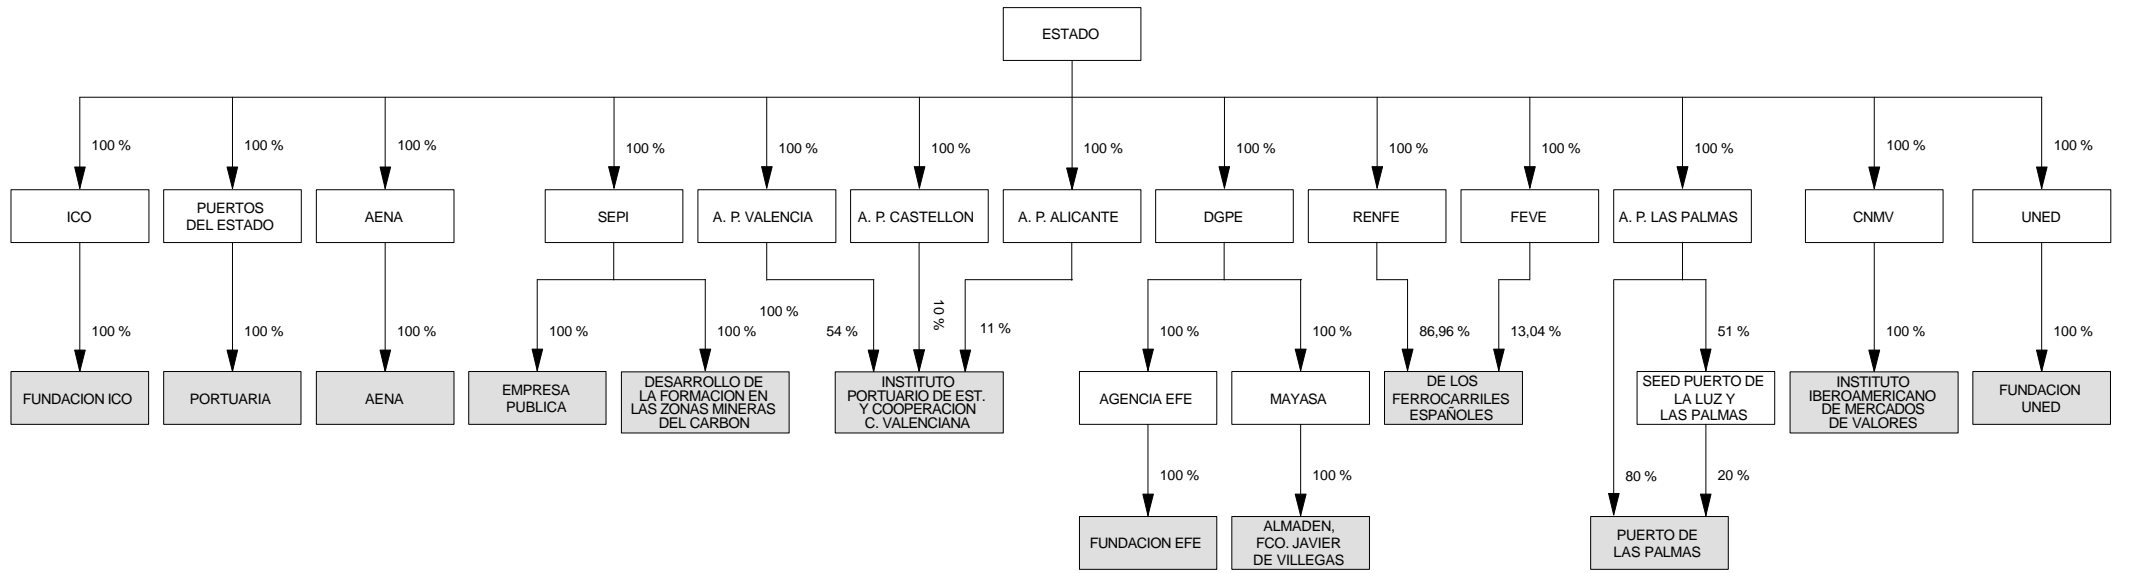 ESTADO
100 %
100 %
100 %
100 %
100 %
100 %
100 %
100 %
100 %
100 %
100 %
100 %
100 %
ICO
PUERTOS
DEL ESTADO
AENA
SEPI
A. P. VALENCIA
A. P. CASTELLON
A. P. ALICANTE
DGPE
RENFE
FEVE
A. P. LAS PALMAS
CNMV
UNED
100 %
100 %
100 %
100 %
100 %
100 %
54 %
10 %
11 %
100 %
100 %
86,96 %
13,04 %
51 %
100 %
100 %
FUNDACION ICO
PORTUARIA
AENA
EMPRESA
PUBLICA
DESARROLLO DE
LA FORMACION EN
LAS ZONAS MINERAS
DEL CARBON
INSTITUTO
PORTUARIO DE EST.
Y COOPERACION
C. VALENCIANA
AGENCIA EFE
MAYASA
DE LOS
FERROCARRILES
ESPAÑOLES
SEED PUERTO DE
LA LUZ Y
LAS PALMAS
INSTITUTO
IBEROAMERICANO
DE MERCADOS
DE VALORES
FUNDACION
UNED
100 %
100 %
80 %
20 %
FUNDACION EFE
ALMADEN,
FCO. JAVIER
DE VILLEGAS
PUERTO DE
LAS PALMAS